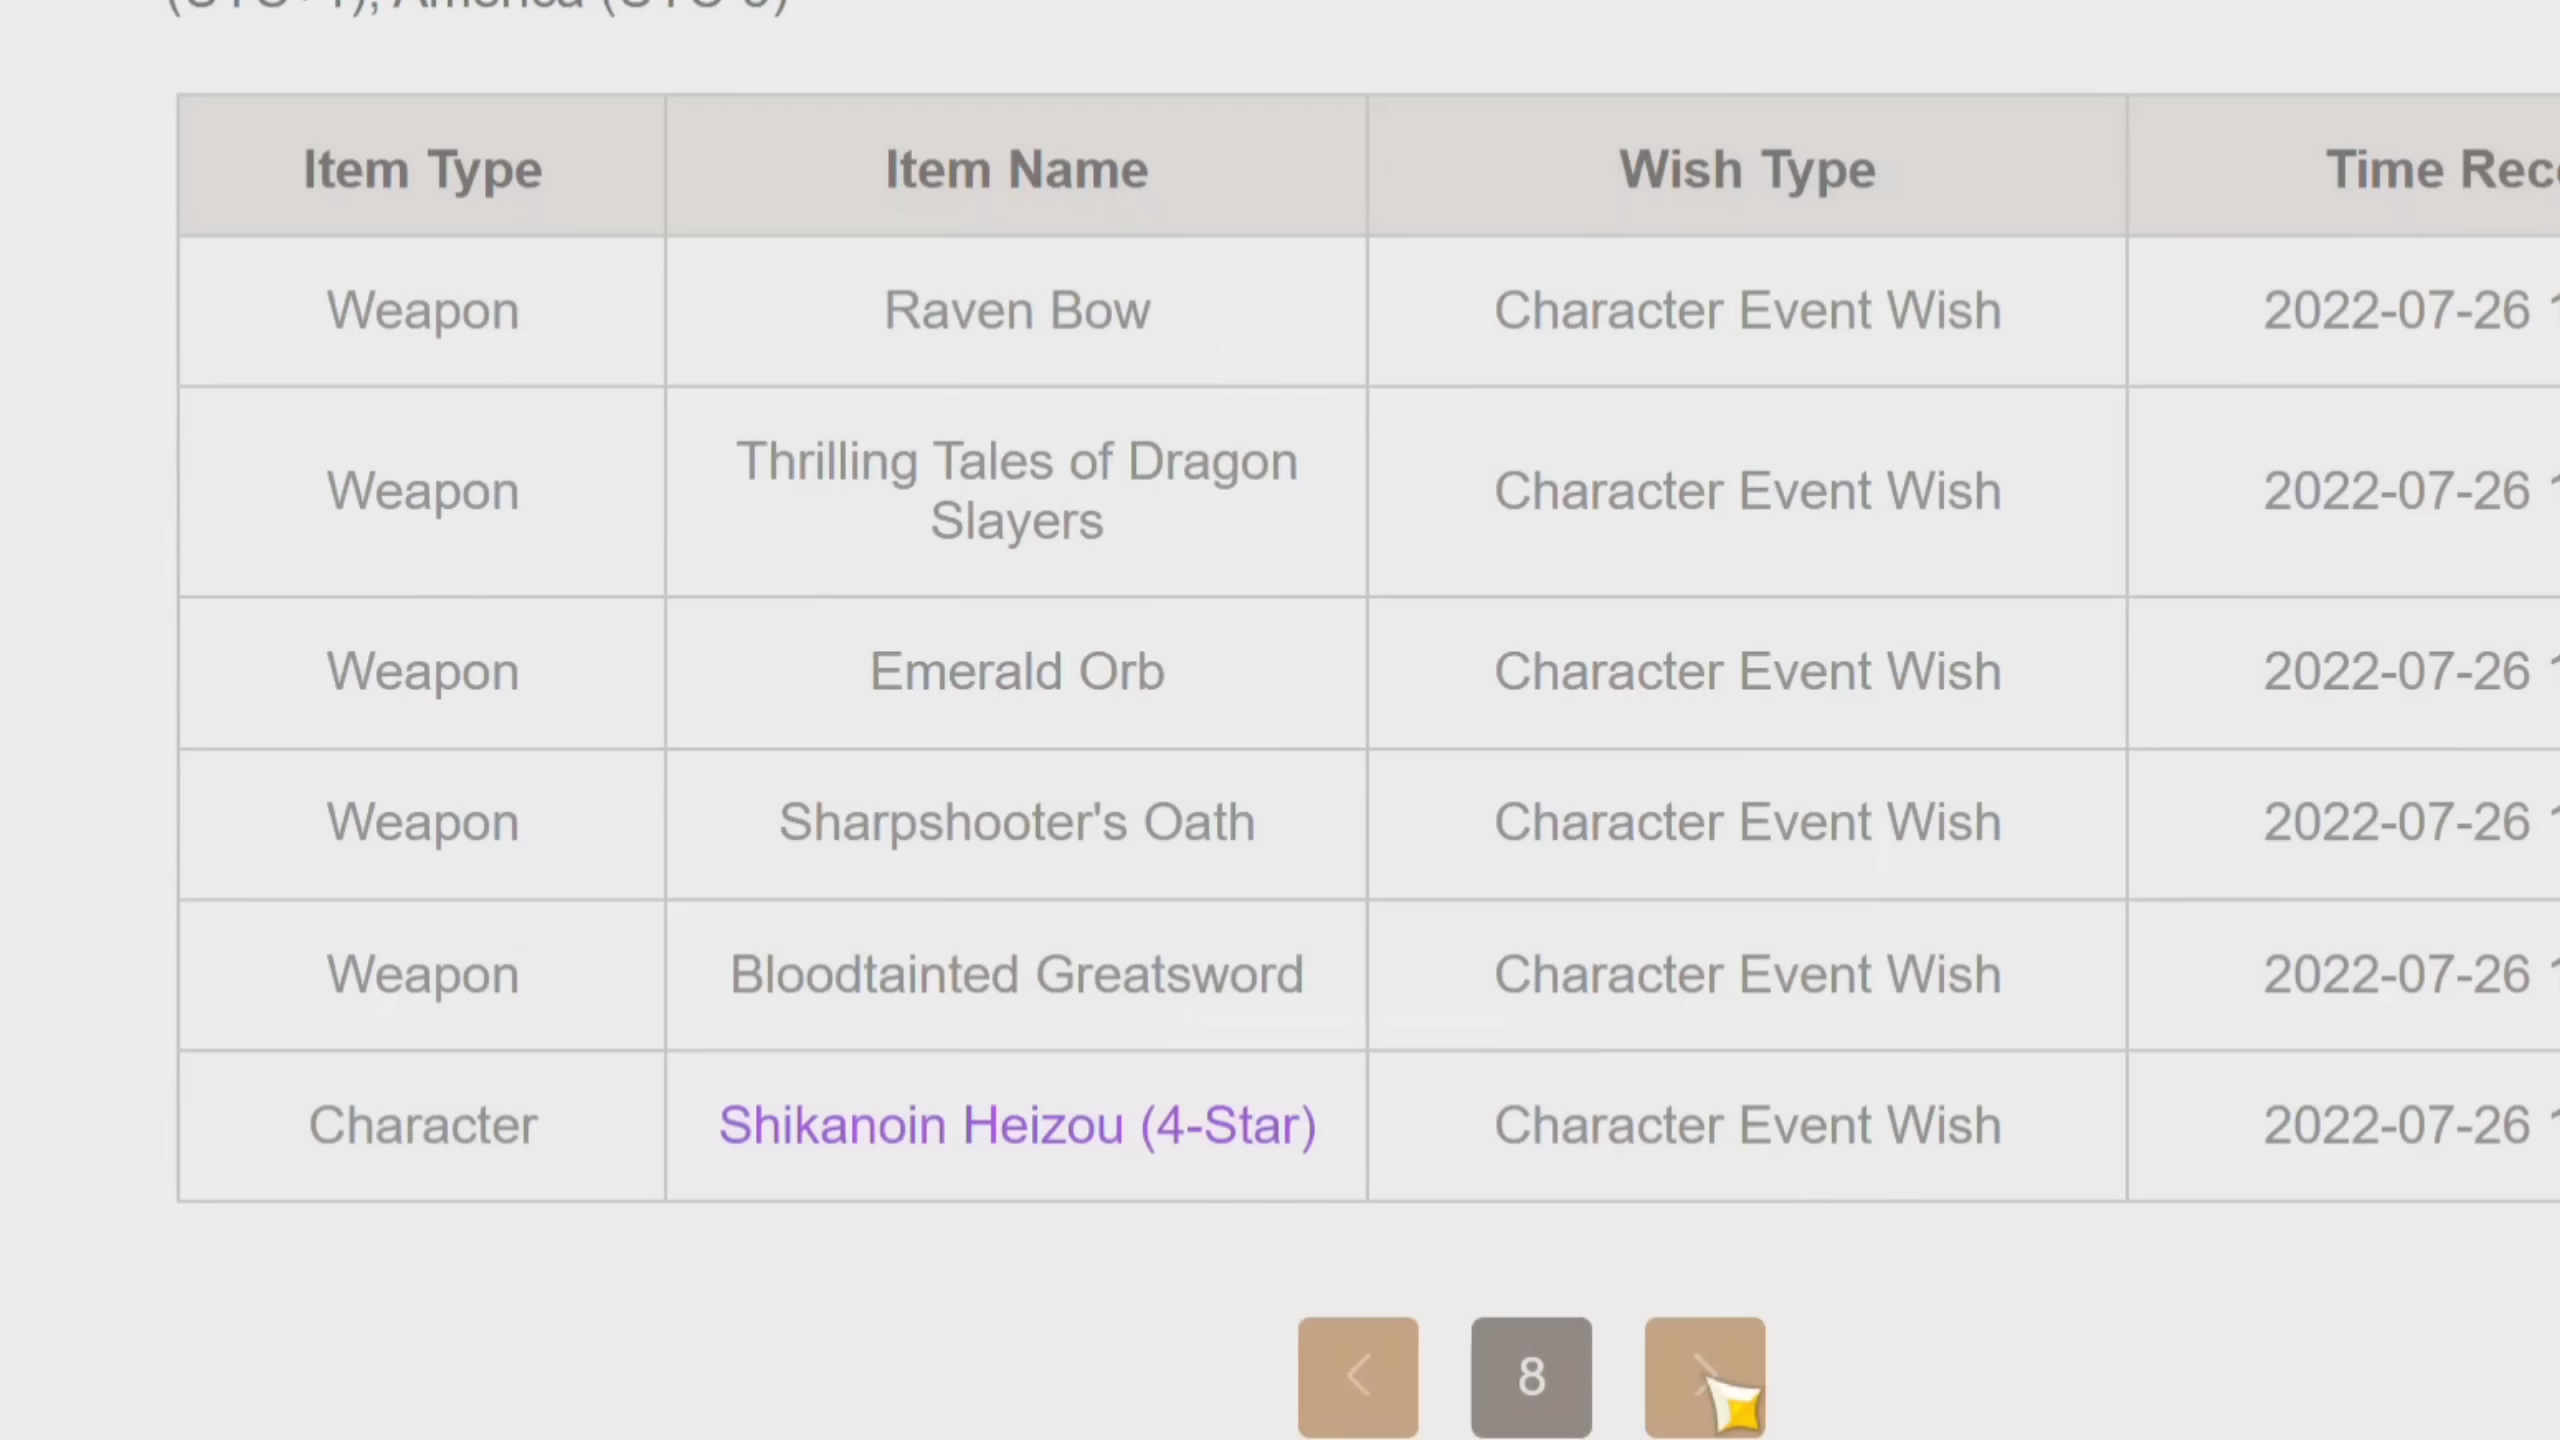 Item Type Item Name Wish Type Time
Weapon Raven Bow Character Event Wish 2022-07-26
Weapon Thrilling Tales of Dragon Character Event Wish 2022-07-26
Slayers
Weapon Emerald Orb Character Event Wish 2022-07-26
Weapon Sharpshooter's Oath Character Event Wish 2022-07-26
Weapon Bloodtainted Greatsword Character Event Wish 2022-07-26
Character Shikanoin Heizou (4-Star) Character Event Wish 2022-07-26
8